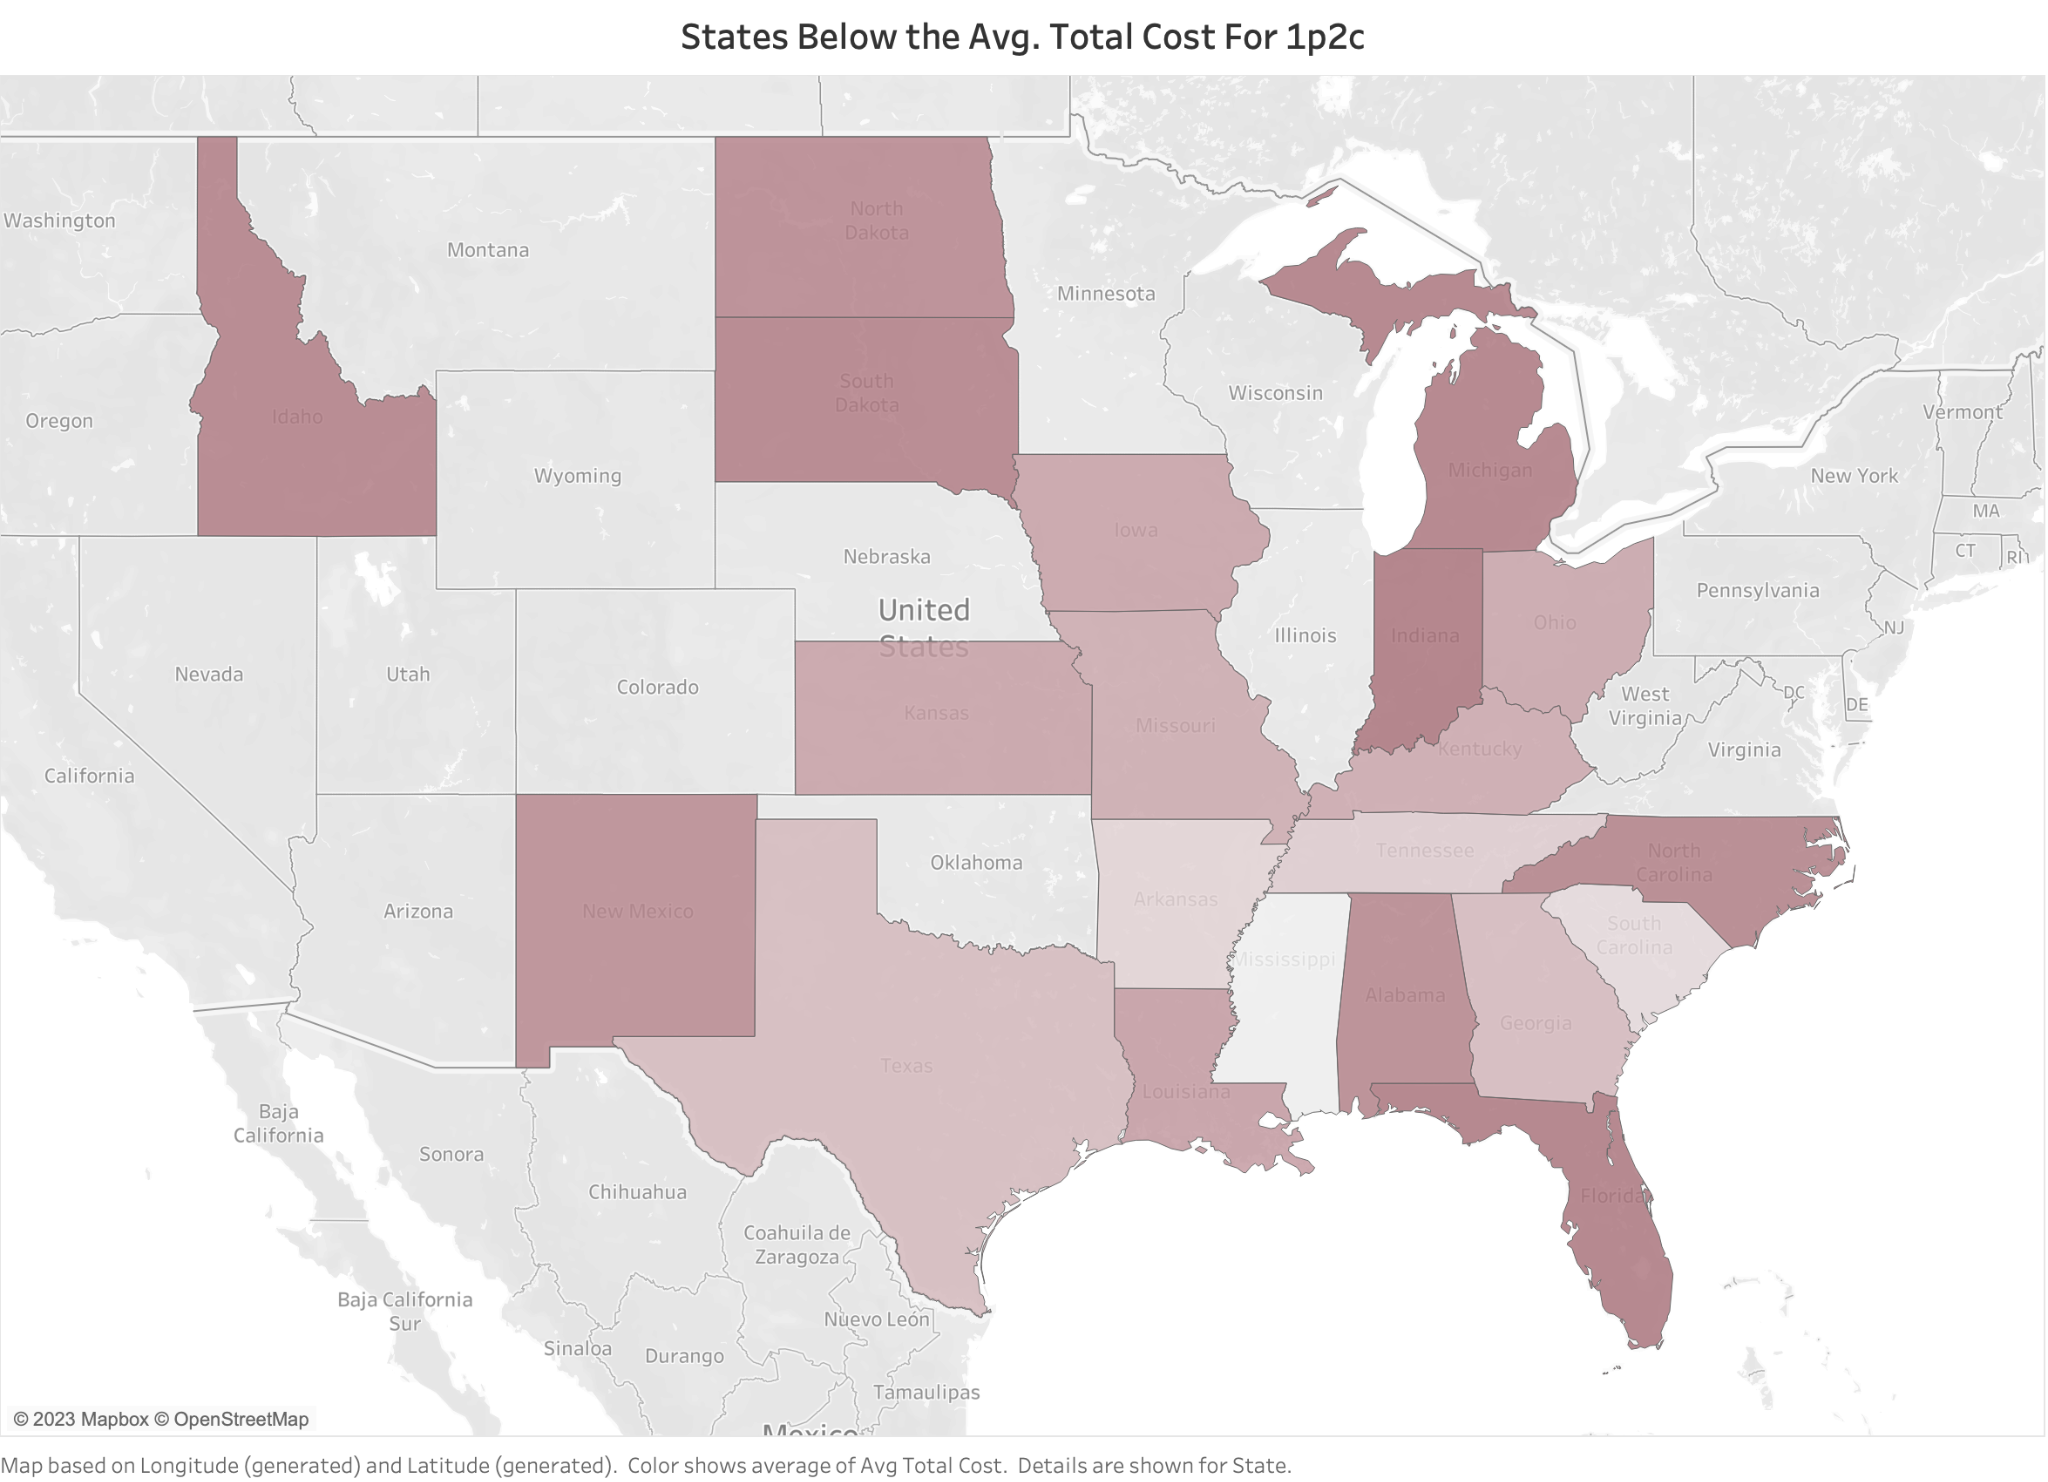 States Below the Avg. Total Cost For 1p2c
Washington
Montana
North
Dakota
Minnesota
South
Dakota
Idaho
Oregon
Wyoming
Wisconsin
Michigan
Vermont
New York
MA
CT
RI
Iowa
Nebraska
United
States
Pennsylvania
Illinois
Indiana
Ohio
NJ
Nevada
Utah
Colorado
Kansas
Missouri
West
Virginia
DC
DE
Kentucky
Virginia
California
Oklahoma
Tennessee
North
Carolina
Arizona
New Mexico
Arkansas
South
Carolina
Mississippi
Alabama
Georgia
Texas
Louisiana
Baja
California
Sonora
Chihuahua
Florida
Coahuila de
Zaragoza
Baja California
Sur
Nuevo León
Sinaloa
Durango
Tamaulipas
Mexico
© 2023 Mapbox © OpenStreetMap
Map based on Longitude (generated) and Latitude (generated).  Color shows average of Avg Total Cost.  Details are shown for State.